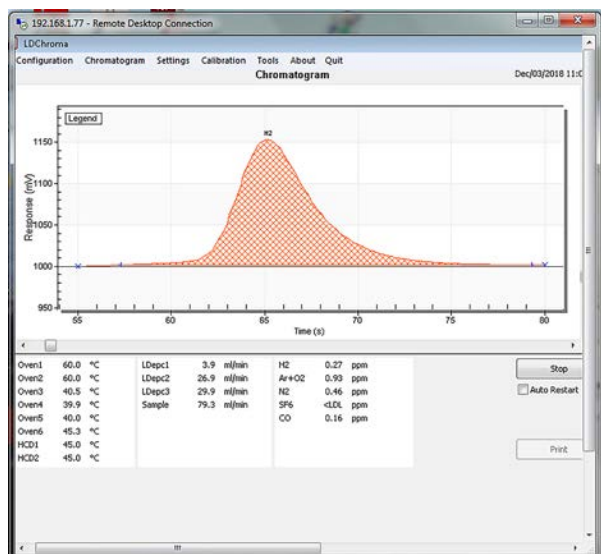 192.168.1.77 - Remote Desktop Connection
LDChroma
Configuration Chromatogram Settings Calibration Tools About Quit
Chromatogram Dec/03/2018 11:0
Legend
H2
Response (mV)
1150
1100
1050
1000
950
55 60 65 70 75 80
Time (s)
Oven1 60.0 °C LDepc1 3.9 ml/min H2 0.27 ppm
Oven2 60.0 °C LDepc2 26.9 ml/min Ar+O2 0.93 ppm
Oven3 40.5 °C LDepc3 29.9 ml/min N2 0.46 ppm
Oven4 39.9 °C Sample 79.3 ml/min SF6 <LDL ppm
Oven5 40.0 °C CO 0.16 ppm
Oven6 45.3 °C
HCD1 45.0 °C
HCD2 45.0 °C
Stop
Auto Restart
Print